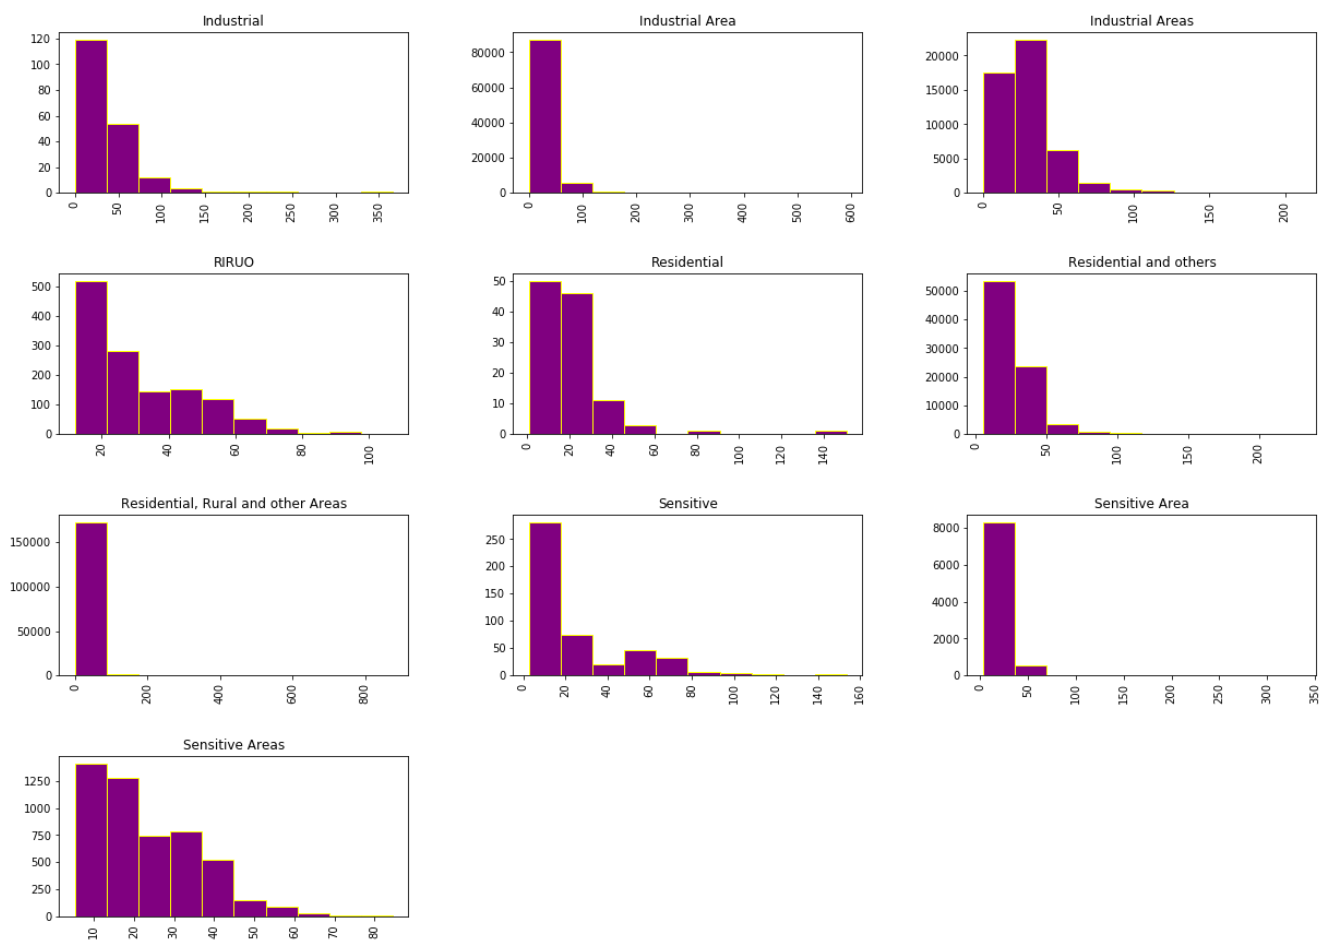 Industrial
120
100
80
60
40
20
0
0 50 100 150 200 250 300 350
Industrial Area
80000
60000
40000
20000
0
0 100 200 300 400 500 600
Industrial Areas
20000
15000
10000
5000
0
0 50 100 150 200
RIRUO
500
400
300
200
100
0
20 40 60 80 100
Residential
50
40
30
20
10
0
0 20 40 60 80 100 120 140
Residential and others
50000
40000
30000
20000
10000
0
0 50 100 150 200
Residential, Rural and other Areas
150000
100000
50000
0
0 200 400 600 800
Sensitive
250
200
150
100
50
0
0 20 40 60 80 100 120 140 160
Sensitive Area
8000
6000
4000
2000
0
0 50 100 150 200 250 300 350
Sensitive Areas
1250
1000
750
500
250
0
10 20 30 40 50 60 70 80